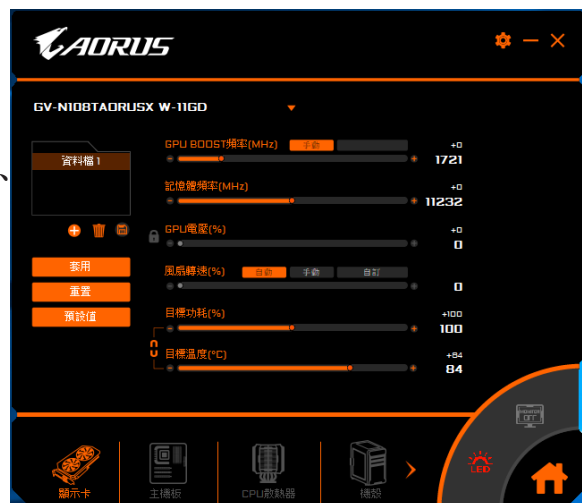 AORUS
GV-N108TAORUSX W-11GD
資料檔 1
套用
重置
預設值
GPU BOOST頻率(MHz) 手動 +0
1721
記憶體頻率(MHz) +0
11232
GPU電壓(%) +0
0
風扇轉速(%) 自動 手動 自訂
0
目標功耗(%) +100
100
目標溫度(°C) +84
84
顯示卡
主機板
CPU散熱器
機殼
LED
OFF
、